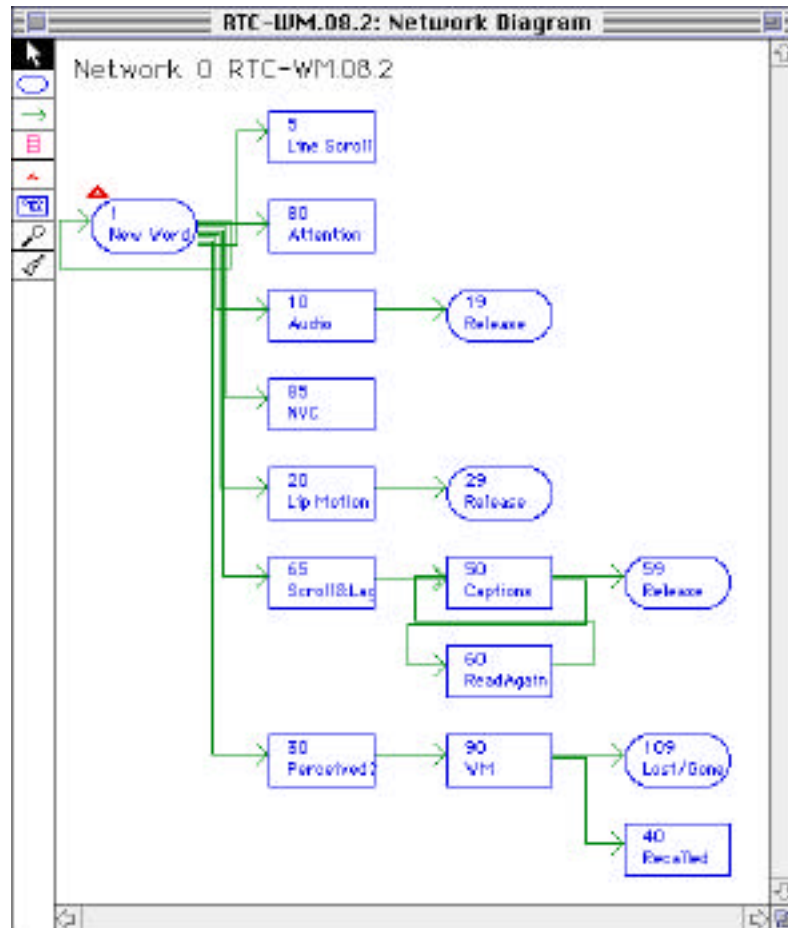 RTC-WM.08.2: Network Diagram
Network 0 RTC-WM.08.2
5
Line Scroll
1
New Word
80
Attention
10
Audio
19
Release
85
NVC
20
Lip Motion
29
Release
65
Scroll&Lag
50
Captions
59
Release
60
ReadAgain
30
Perceived
90
WM
109
Lost/Gone
40
Recalled